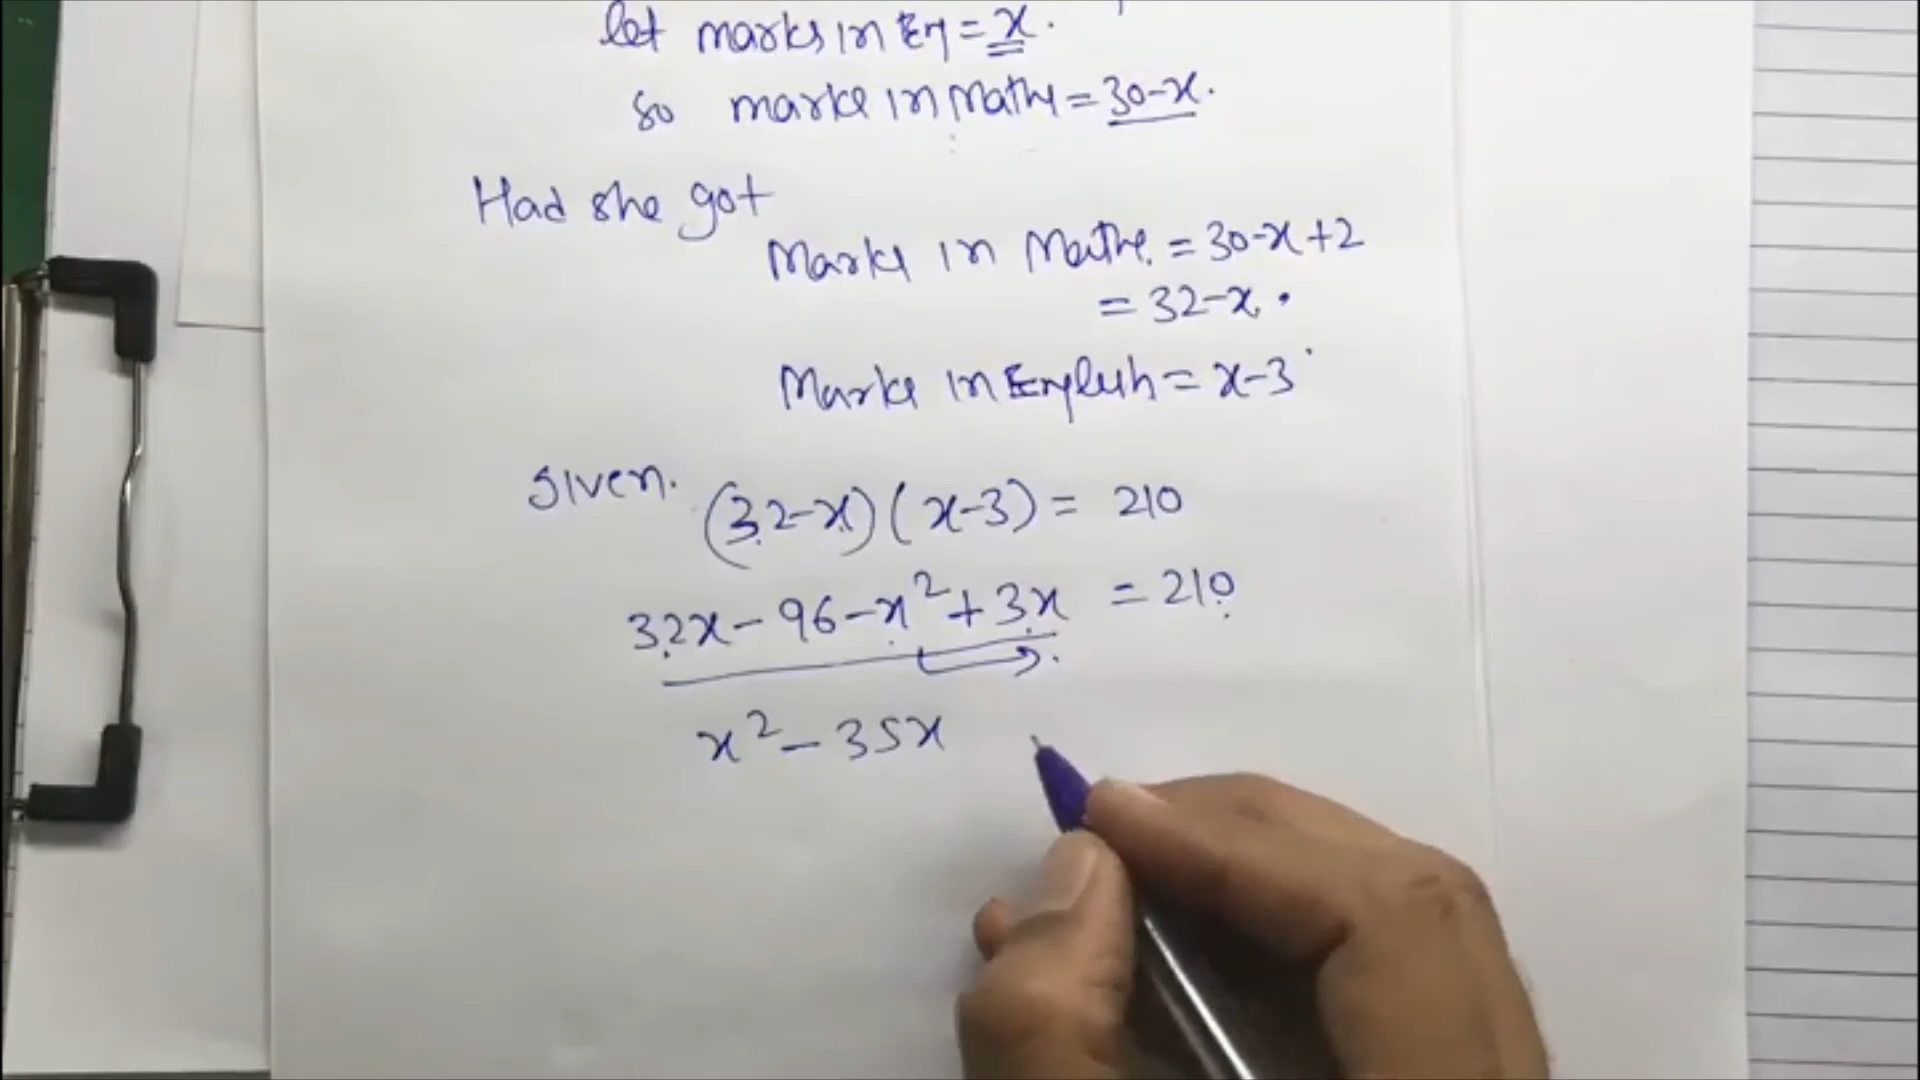 let marks in En = x.
so marks in Maths = 30-x.
Had she got
Marks in Maths. = 30-x+2
= 32-x.
Marks in English = x-3
Given. (32-x)(x-3) = 210
32x - 96 - x² + 3x = 210
x² - 35x